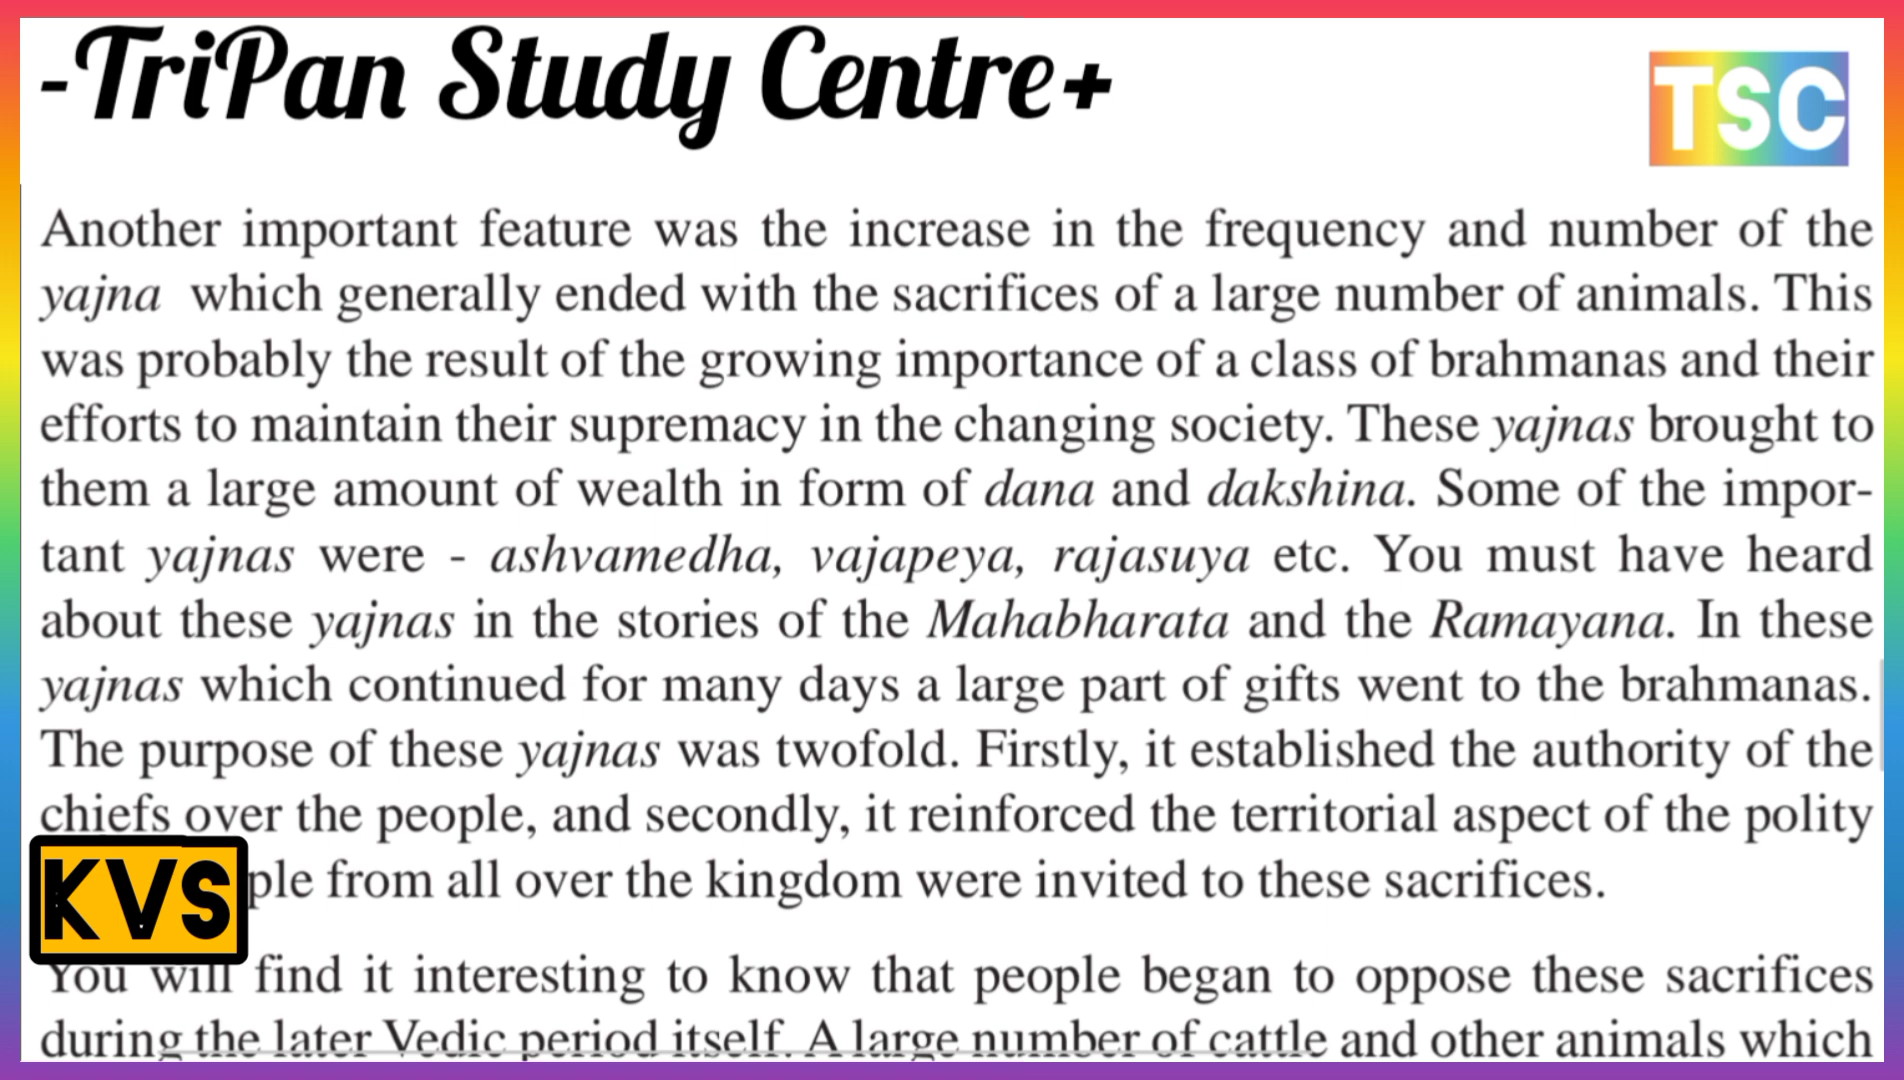 -TriPan Study Centre+
TSC
Another important feature was the increase in the frequency and number of the
yajna which generally ended with the sacrifices of a large number of animals. This
was probably the result of the growing importance of a class of brahmanas and their
efforts to maintain their supremacy in the changing society. These yajnas brought to
them a large amount of wealth in form of dana and dakshina. Some of the impor-
tant yajnas were - ashvamedha, vajapeya, rajasuya etc. You must have heard
about these yajnas in the stories of the Mahabharata and the Ramayana. In these
yajnas which continued for many days a large part of gifts went to the brahmanas.
The purpose of these yajnas was twofold. Firstly, it established the authority of the
chiefs over the people, and secondly, it reinforced the territorial aspect of the polity
KVS
ple from all over the kingdom were invited to these sacrifices.
You will find it interesting to know that people began to oppose these sacrifices
during the later Vedic period itself. A large number of cattle and other animals which